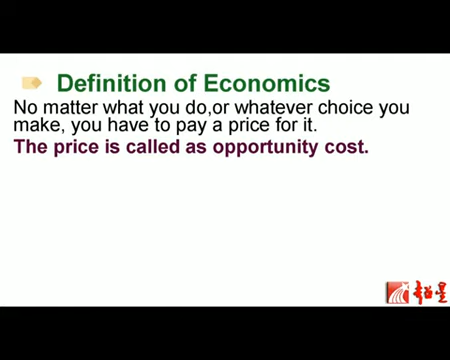 Definition of Economics
No matter what you do,or whatever choice you
make, you have to pay a price for it.
The price is called as opportunity cost.